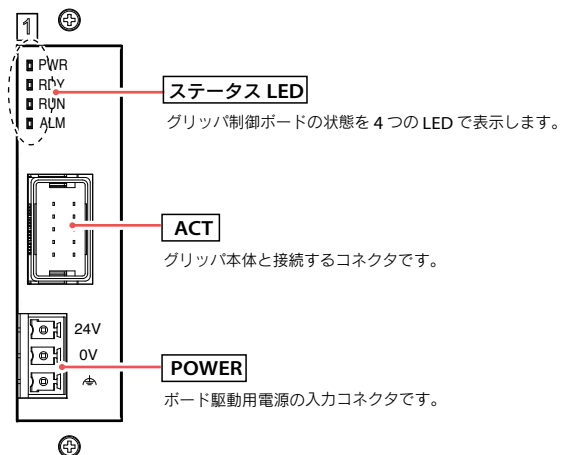 1
PWR
RDY
RUN
ALM
ステータス LED
グリッパ制御ボードの状態を 4 つの LED で表示します。
ACT
グリッパ本体と接続するコネクタです。
24V
0V
POWER
ボード駆動用電源の入力コネクタです。